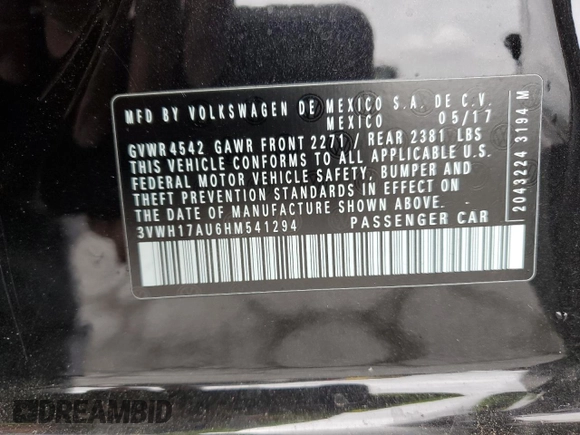 MFD BY VOLKSWAGEN DE MEXICO S.A. DE C.V.
MEXICO 05/17
GVWR4542 GAWR FRONT 2271 / REAR 2381 LBS
THIS VEHICLE CONFORMS TO ALL APPLICABLE U.S.
FEDERAL MOTOR VEHICLE SAFETY, BUMPER AND
THEFT PREVENTION STANDARDS IN EFFECT ON
THE DATE OF MANUFACTURE SHOWN ABOVE.
3VWH17AU6HM541294 PASSENGER CAR
2043224 3194 M
DREAMBID